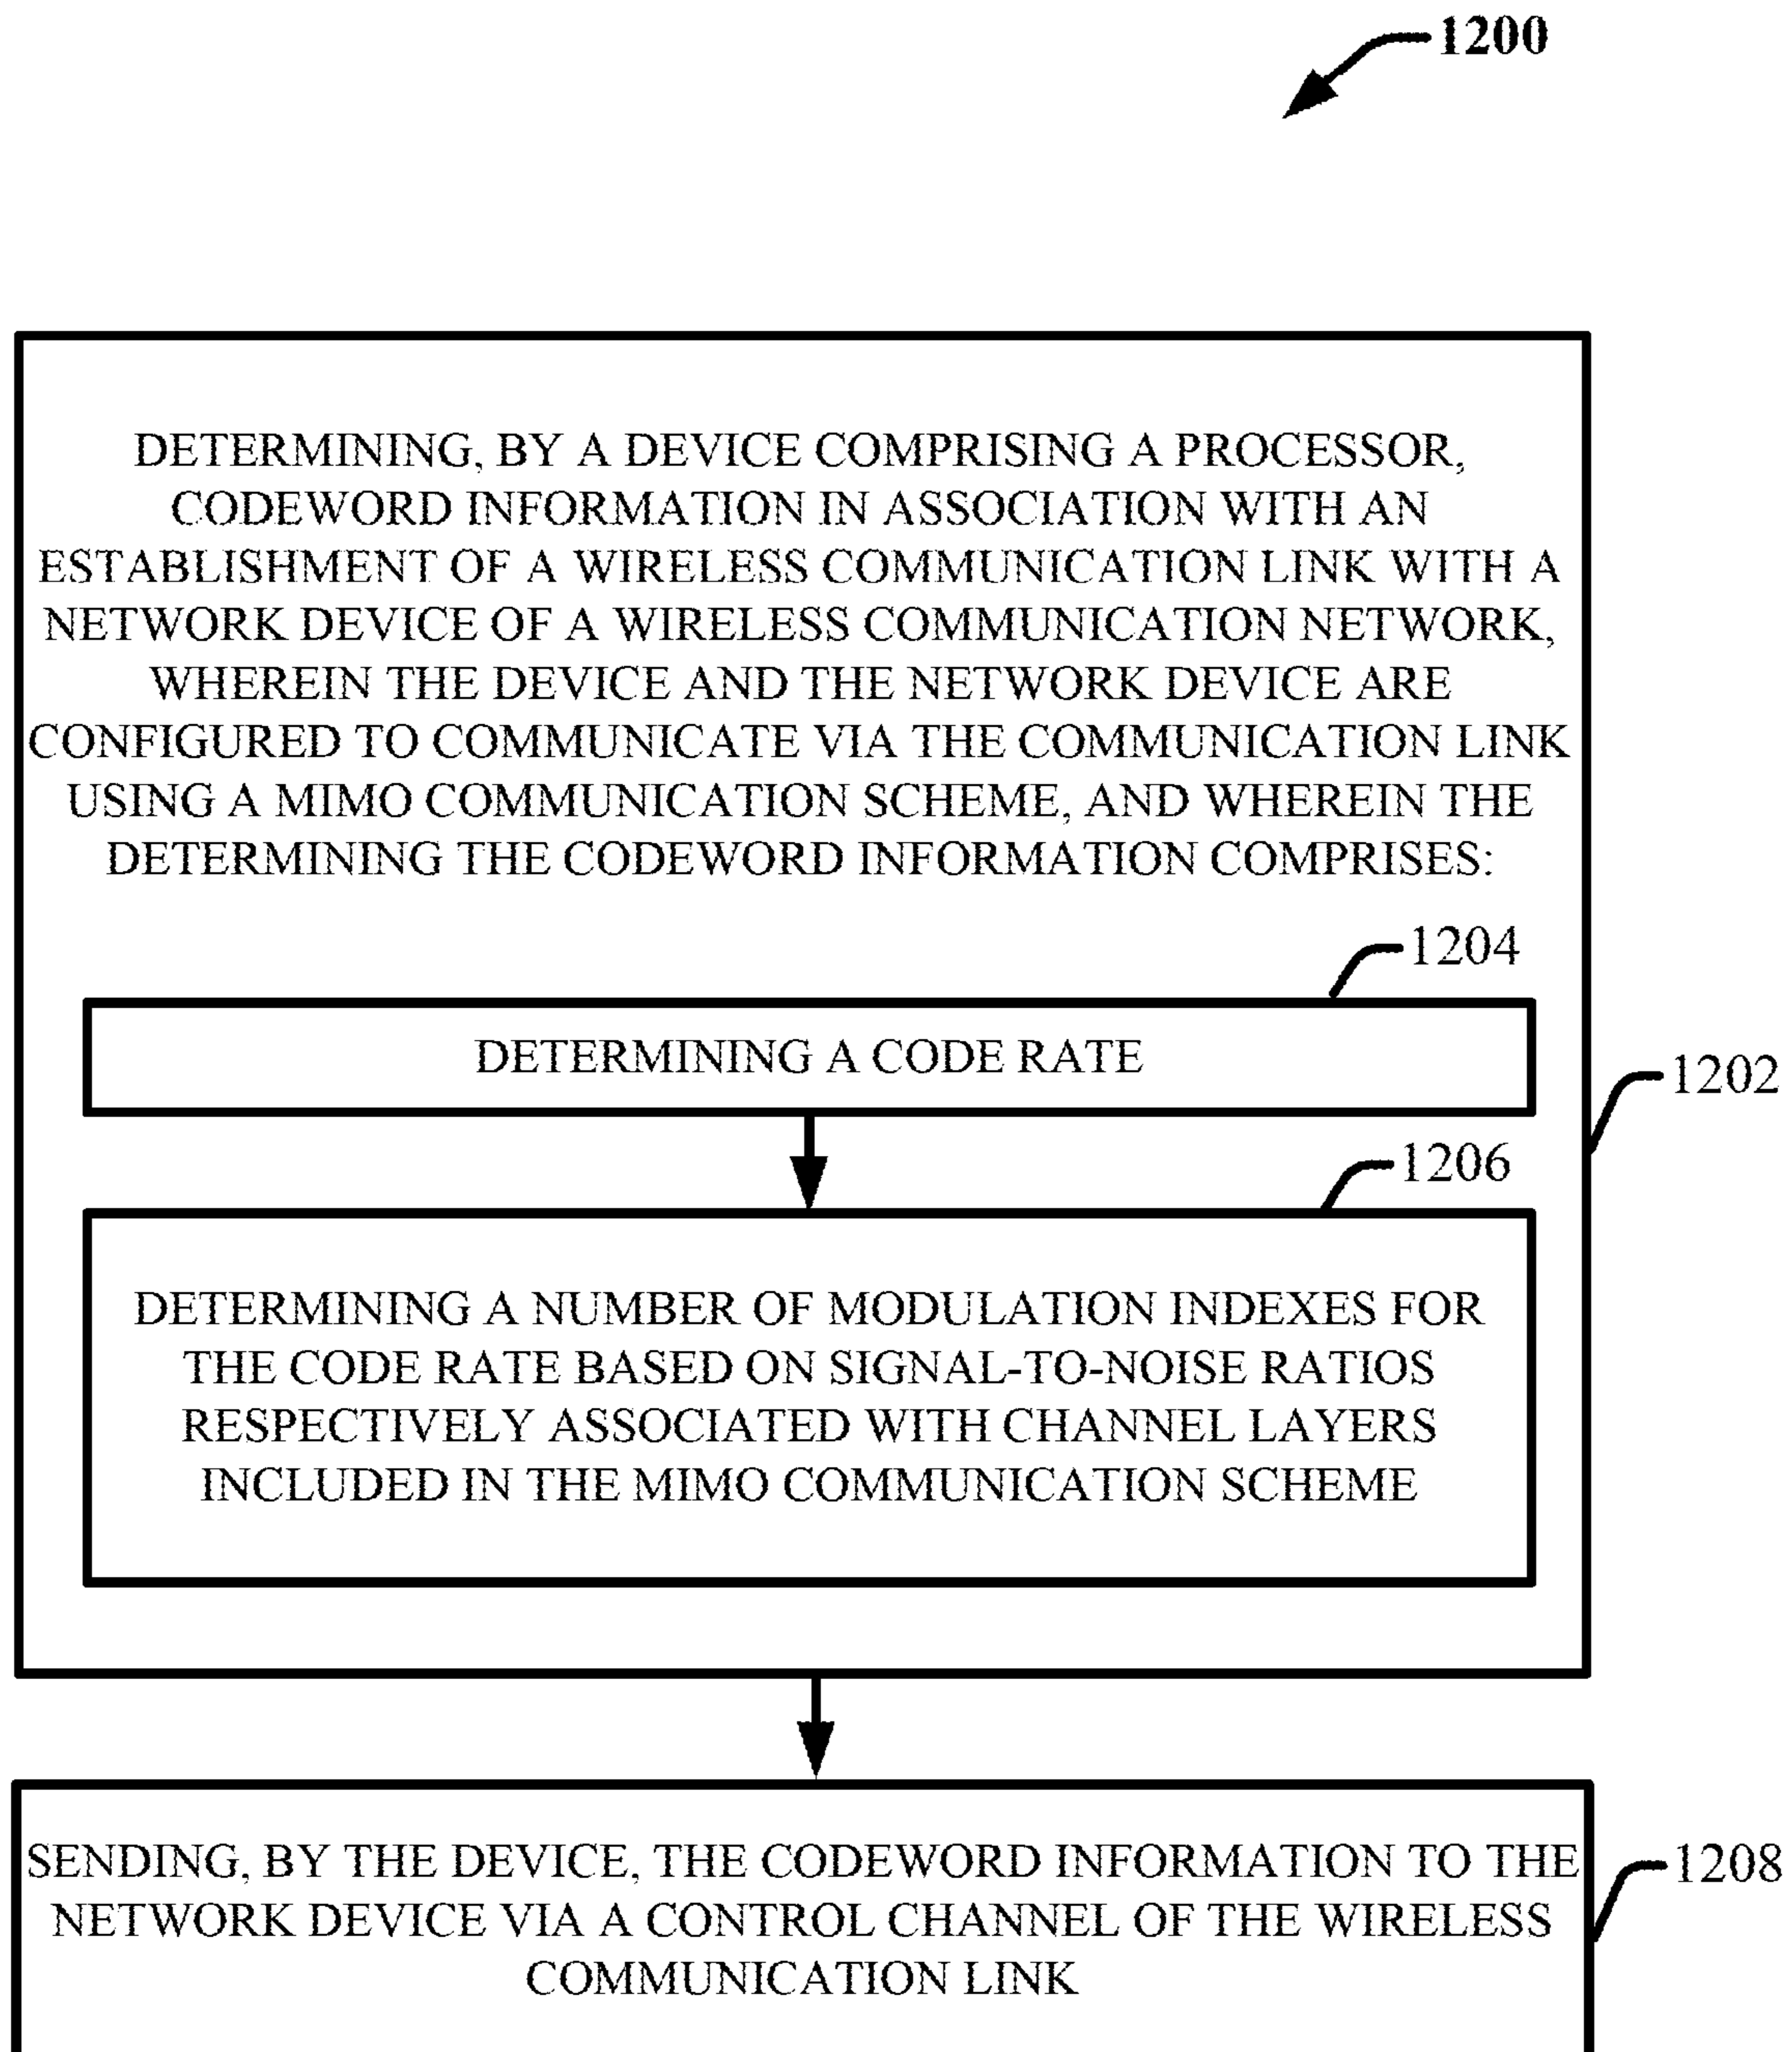 1200
DETERMINING, BY A DEVICE COMPRISING A PROCESSOR,
CODEWORD INFORMATION IN ASSOCIATION WITH AN
ESTABLISHMENT OF A WIRELESS COMMUNICATION LINK WITH A
NETWORK DEVICE OF A WIRELESS COMMUNICATION NETWORK,
WHEREIN THE DEVICE AND THE NETWORK DEVICE ARE
CONFIGURED TO COMMUNICATE VIA THE COMMUNICATION LINK
USING A MIMO COMMUNICATION SCHEME, AND WHEREIN THE
DETERMINING THE CODEWORD INFORMATION COMPRISES:
1204
DETERMINING A CODE RATE
1202
1206
DETERMINING A NUMBER OF MODULATION INDEXES FOR
THE CODE RATE BASED ON SIGNAL-TO-NOISE RATIOS
RESPECTIVELY ASSOCIATED WITH CHANNEL LAYERS
INCLUDED IN THE MIMO COMMUNICATION SCHEME
SENDING, BY THE DEVICE, THE CODEWORD INFORMATION TO THE
NETWORK DEVICE VIA A CONTROL CHANNEL OF THE WIRELESS
COMMUNICATION LINK
1208